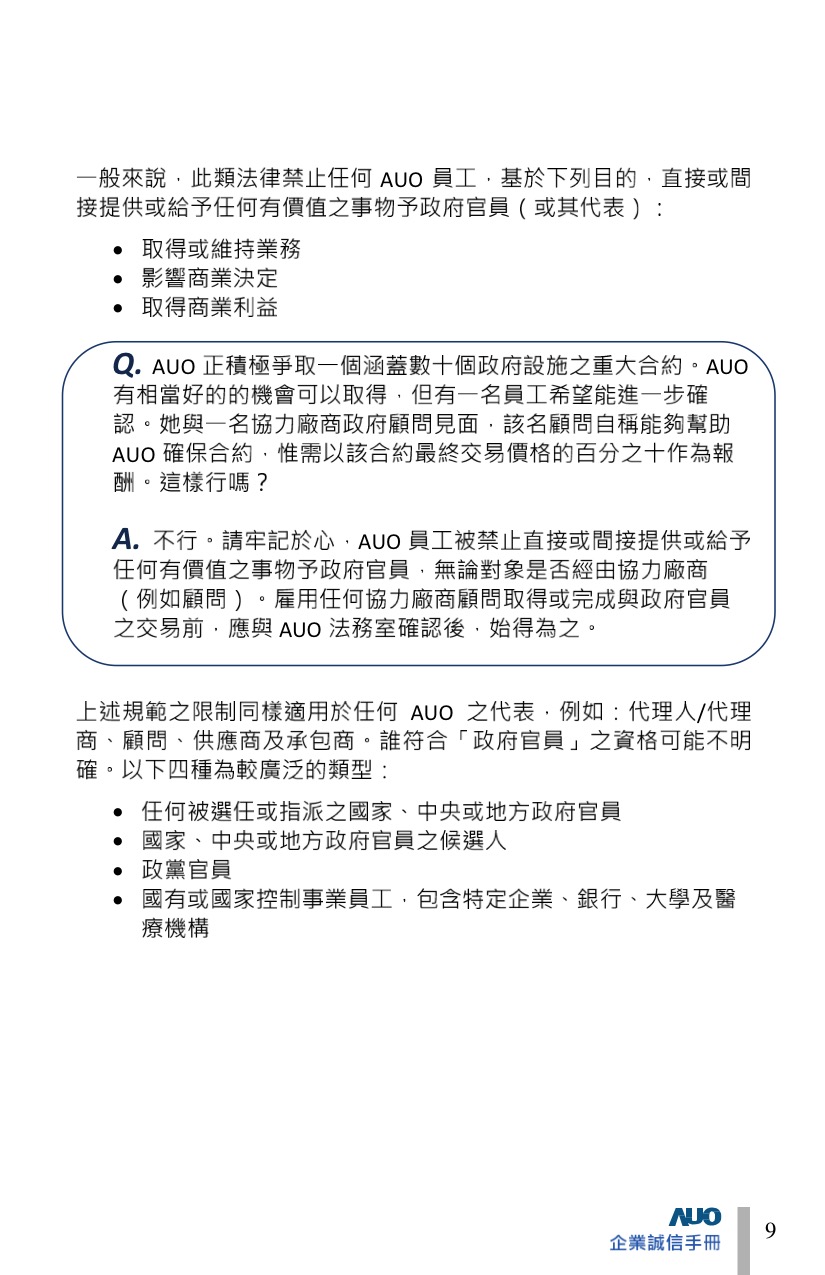 一般來說，此類法律禁止任何 AUO 員工，基於下列目的，直接或間
接提供或給予任何有價值之事物予政府官員（或其代表）：
• 取得或維持業務
• 影響商業決定
• 取得商業利益
Q. AUO 正積極爭取一個涵蓋數十個政府設施之重大合約。AUO
有相當好的的機會可以取得，但有一名員工希望能進一步確
認。她與一名協力廠商政府顧問見面，該名顧問自稱能夠幫助
AUO 確保合約，惟需以該合約最終交易價格的百分之十作為報
酬。這樣行嗎？
A. 不行。請牢記於心，AUO 員工被禁止直接或間接提供或給予
任何有價值之事物予政府官員，無論對象是否經由協力廠商
（例如顧問）。雇用任何協力廠商顧問取得或完成與政府官員
之交易前，應與 AUO 法務室確認後，始得為之。
上述規範之限制同樣適用於任何 AUO 之代表，例如：代理人/代理
商、顧問、供應商及承包商。誰符合「政府官員」之資格可能不明
確。以下四種為較廣泛的類型：
• 任何被選任或指派之國家、中央或地方政府官員
• 國家、中央或地方政府官員之候選人
• 政黨官員
• 國有或國家控制事業員工，包含特定企業、銀行、大學及醫
療機構
AUO
企業誠信手冊
9